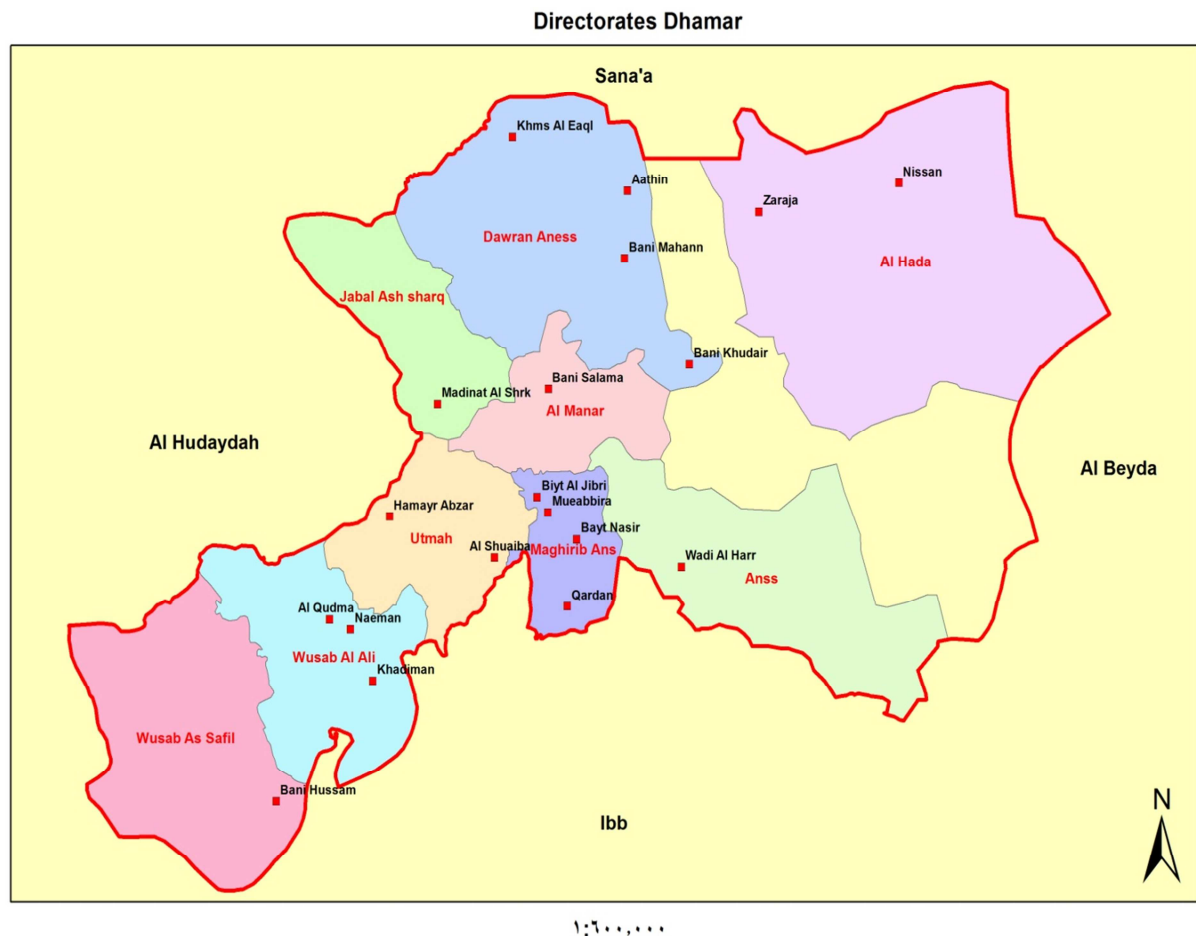 Directorates Dhamar
Sana'a
Khms Al Eaql
Aathin
Nissan
Zaraja
Dawran Aness
Bani Mahann
Al Hada
Jabal Ash sharq
Bani Khudair
Bani Salama
Madinat Al Shrk
Al Manar
Al Hudaydah
Al Beyda
Biyt Al Jibri
Hamayr Abzar
Mueabbira
Utmah
Bayt Nasir
Al Shuaiba
Maghirib Ans
Wadi Al Harr
Anss
Qardan
Al Qudma
Naeman
Wusab Al Ali
Khadiman
Wusab As Safil
Bani Hussam
Ibb
N
١:٦٠٠,٠٠٠